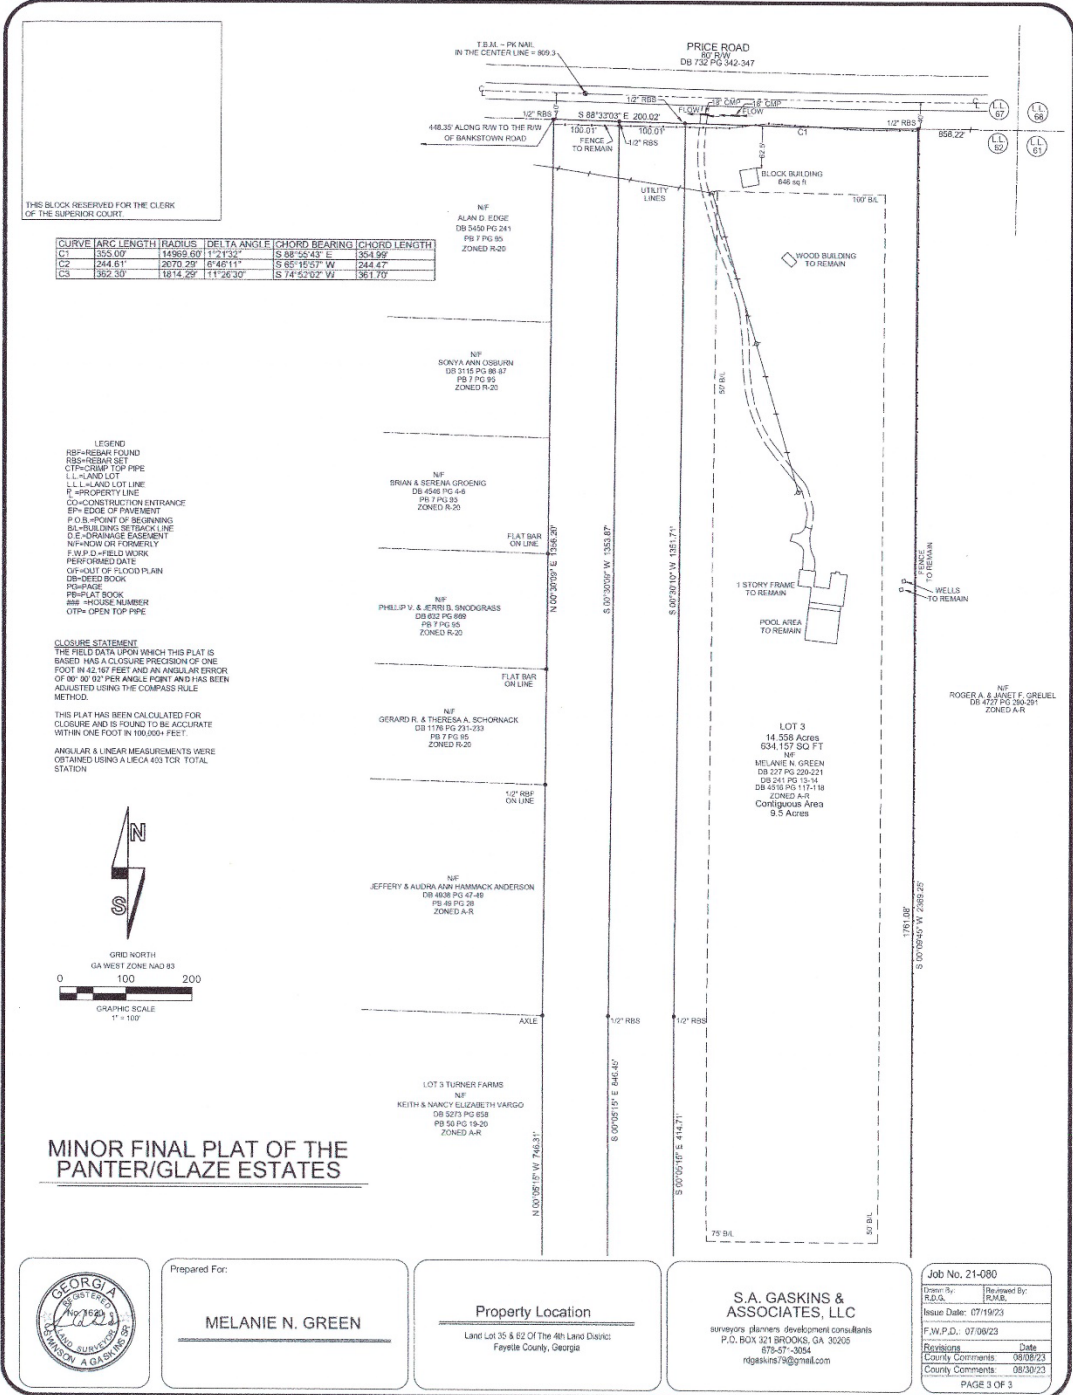 THIS BLOCK RESERVED FOR THE CLERK
OF THE SUPERIOR COURT.
T.B.M. - PK NAIL
IN THE CENTER LINE = 809.3
PRICE ROAD
80' R/W
DB 732 PG 342-347
1/2" RBS
1/2" RBS
18" CMP
18" CMP
FLOW
FLOW
S 88°33'03" E 200.02'
100.01'
100.01'
C1
1/2" RBS
858.22'
448.35' ALONG R/W TO THE R/W
OF BANKSTOWN ROAD
FENCE
TO REMAIN
1/2" RBS
L.L.
67
L.L.
68
L.L.
62
L.L.
61
62.5'
BLOCK BUILDING
648 sq ft
UTILITY
LINES
100' B/L
WOOD BUILDING
TO REMAIN
CURVE ARC LENGTH RADIUS DELTA ANGLE CHORD BEARING CHORD LENGTH
C1 355.00' 14969.60' 1°21'32" S 88°55'43" E 354.99'
C2 244.61' 2070.29' 6°46'11" S 65°15'57" W 244.47'
C3 362.30' 1814.29' 11°26'30" S 74°52'02" W 361.70'
N/F
ALAN D. EDGE
DB 5450 PG 241
PB 7 PG 95
ZONED R-20
N/F
SONYA ANN OSBURN
DB 3115 PG 86-87
PB 7 PG 95
ZONED R-20
50' B/L
LEGEND
RBF=REBAR FOUND
RBS=REBAR SET
CTP=CRIMP TOP PIPE
L.L.=LAND LOT
L.L.L.=LAND LOT LINE
P=PROPERTY LINE
CO=CONSTRUCTION ENTRANCE
EP= EDGE OF PAVEMENT
P.O.B.=POINT OF BEGINNING
B/L=BUILDING SETBACK LINE
D.E.=DRAINAGE EASEMENT
N/F=NOW OR FORMERLY
F.W.P.D.=FIELD WORK
PERFORMED DATE
O/F=OUT OF FLOOD PLAIN
DB=DEED BOOK
PG=PAGE
PB=PLAT BOOK
### =HOUSE NUMBER
OTP= OPEN TOP PIPE
N/F
BRIAN & SERENA GROENIG
DB 4546 PG 4-6
PB 7 PG 95
ZONED R-20
FLAT BAR
ON LINE
N 00°30'09" E 1356.20'
S 00°30'09" W 1353.87'
S 00°30'10" W 1351.71'
N/F
PHILLIP V. & JERRI B. SNODGRASS
DB 632 PG 669
PB 7 PG 95
ZONED R-20
1 STORY FRAME
TO REMAIN
POOL AREA
TO REMAIN
FENCE
TO REMAIN
WELLS
TO REMAIN
CLOSURE STATEMENT
THE FIELD DATA UPON WHICH THIS PLAT IS
BASED HAS A CLOSURE PRECISION OF ONE
FOOT IN 42,167 FEET AND AN ANGULAR ERROR
OF 00° 00' 02" PER ANGLE POINT AND HAS BEEN
ADJUSTED USING THE COMPASS RULE
METHOD.
THIS PLAT HAS BEEN CALCULATED FOR
CLOSURE AND IS FOUND TO BE ACCURATE
WITHIN ONE FOOT IN 100,000+ FEET.
ANGULAR & LINEAR MEASUREMENTS WERE
OBTAINED USING A LIECA 403 TCR TOTAL
STATION
FLAT BAR
ON LINE
N/F
GERARD R. & THERESA A. SCHORNACK
DB 1176 PG 231-233
PB 7 PG 95
ZONED R-20
1/2" RBF
ON LINE
N/F
ROGER A. & JANET F. GREUEL
DB 4727 PG 290-291
ZONED A-R
LOT 3
14.558 Acres
634,157 SQ FT
N/F
MELANIE N. GREEN
DB 227 PG 220-221
DB 241 PG 13-14
DB 4516 PG 117-118
ZONED A-R
Contiguous Area
9.5 Acres
N
S
GRID NORTH
GA WEST ZONE NAD 83
0 100 200
GRAPHIC SCALE
1" = 100'
N/F
JEFFERY & AUDRA ANN HAMMACK ANDERSON
DB 4938 PG 47-49
PB 49 PG 28
ZONED A-R
1761.08'
S 00°09'45" W 2369.25'
AXLE
1/2" RBS
1/2" RBS
LOT 3 TURNER FARMS
N/F
KEITH & NANCY ELIZABETH VARGO
DB 5273 PG 658
PB 50 PG 19-20
ZONED A-R
N 00°05'15" W 746.31'
S 00°05'15" E 646.45'
S 00°05'15" E 414.71'
75' B/L
50' B/L
MINOR FINAL PLAT OF THE
PANTER/GLAZE ESTATES
GEORGIA
REGISTERED
No. 1620
LAND SURVEYOR
Prepared For:
MELANIE N. GREEN
Property Location
Land Lot 35 & 62 Of The 4th Land District
Fayette County, Georgia
S.A. GASKINS &
ASSOCIATES, LLC
surveyors planners development consultants
P.O. BOX 321 BROOKS, GA 30205
678-571-3054
rdgaskins79@gmail.com
Job No. 21-080
Drawn By:
R.D.G.
Reviewed By:
R.M.B.
Issue Date: 07/19/23
F.W.P.D.: 07/06/23
Revisions Date
County Comments: 08/08/23
County Comments: 08/30/23
PAGE 3 OF 3